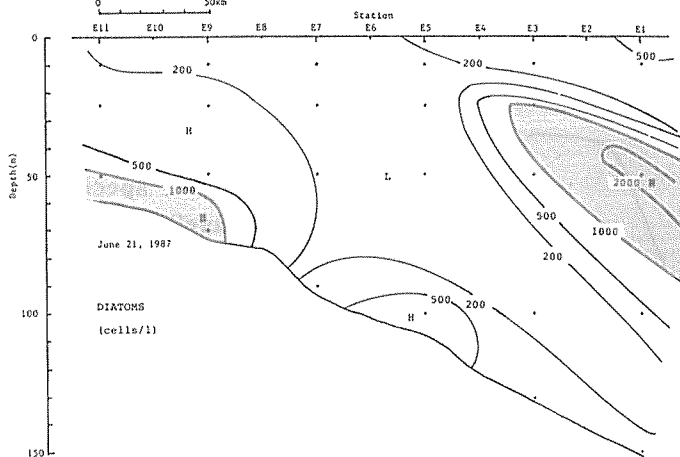 0 50km
Station
E11 E10 E9 E8 E7 E6 E5 E4 E3 E2 E1
0
50
100
150
Depth(m)
200
200
500
H
500
L
1000
H
2000 H
500
1000
200
June 21, 1987
DIATOMS
(cells/l)
500
200
H